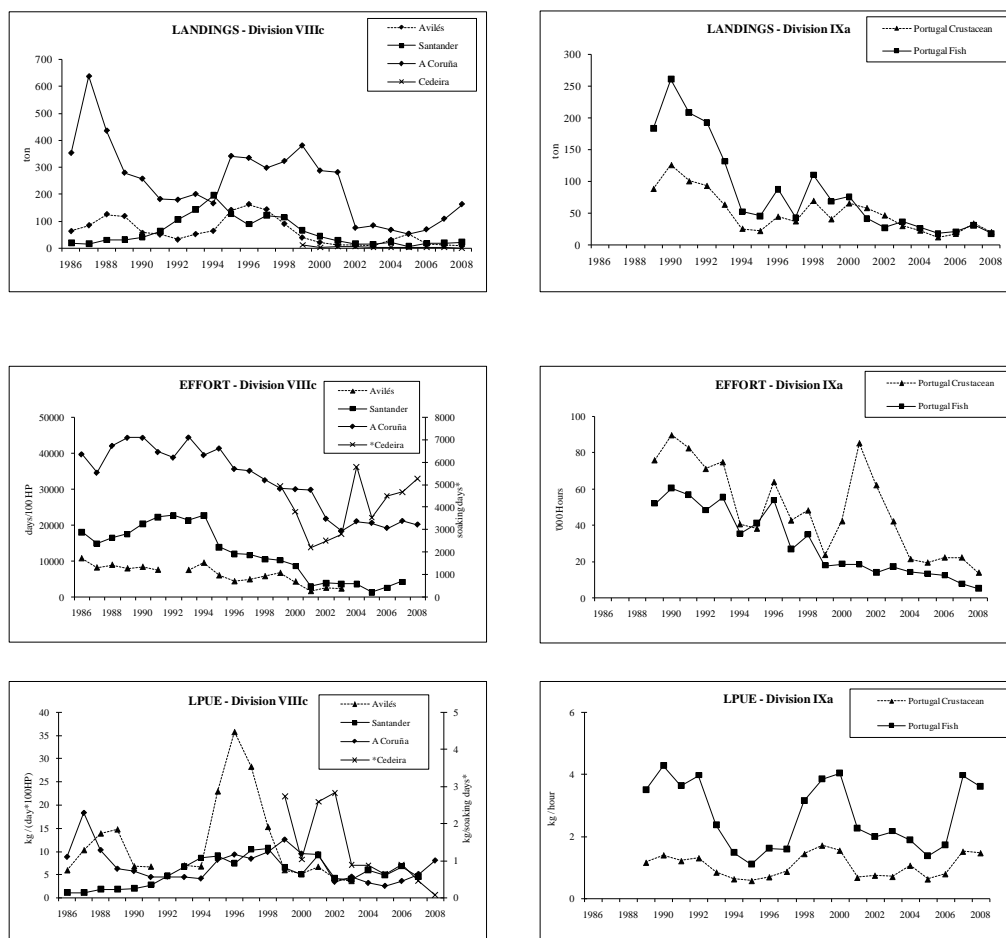 LANDINGS - Division VIIIc
Avilés
Santander
A Coruña
Cedeira
ton
700
600
500
400
300
200
100
0
1986 1988 1990 1992 1994 1996 1998 2000 2002 2004 2006 2008
LANDINGS - Division IXa
Portugal Crustacean
Portugal Fish
ton
300
250
200
150
100
50
0
1986 1988 1990 1992 1994 1996 1998 2000 2002 2004 2006 2008
EFFORT - Division VIIIc
Avilés
Santander
A Coruña
*Cedeira
days/100 HP
50000
40000
30000
20000
10000
0
8000
7000
6000
5000
4000
3000
2000
1000
0
soaking days*
1986 1988 1990 1992 1994 1996 1998 2000 2002 2004 2006 2008
EFFORT - Division IXa
Portugal Crustacean
Portugal Fish
'000Hours
100
80
60
40
20
0
1986 1988 1990 1992 1994 1996 1998 2000 2002 2004 2006 2008
LPUE - Division VIIIc
Avilés
Santander
A Coruña
*Cedeira
kg /(day*100HP)
40
35
30
25
20
15
10
5
0
5
4
3
2
1
0
kg/soaking days*
1986 1988 1990 1992 1994 1996 1998 2000 2002 2004 2006 2008
LPUE - Division IXa
Portugal Crustacean
Portugal Fish
kg /hour
6
4
2
0
1986 1988 1990 1992 1994 1996 1998 2000 2002 2004 2006 2008